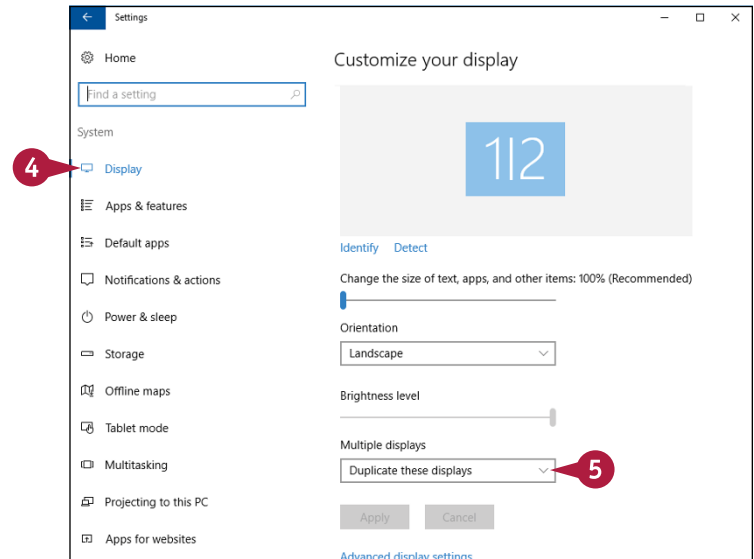 Settings
Home
Customize your display
Find a setting
System
1|2
4
Display
Apps & features
Identify Detect
Default apps
Notifications & actions
Change the size of text, apps, and other items: 100% (Recommended)
Power & sleep
Orientation
Storage
Landscape
Offline maps
Brightness level
Tablet mode
Multiple displays
Multitasking
Duplicate these displays
5
Projecting to this PC
Apply Cancel
Apps for websites
Advanced display settings